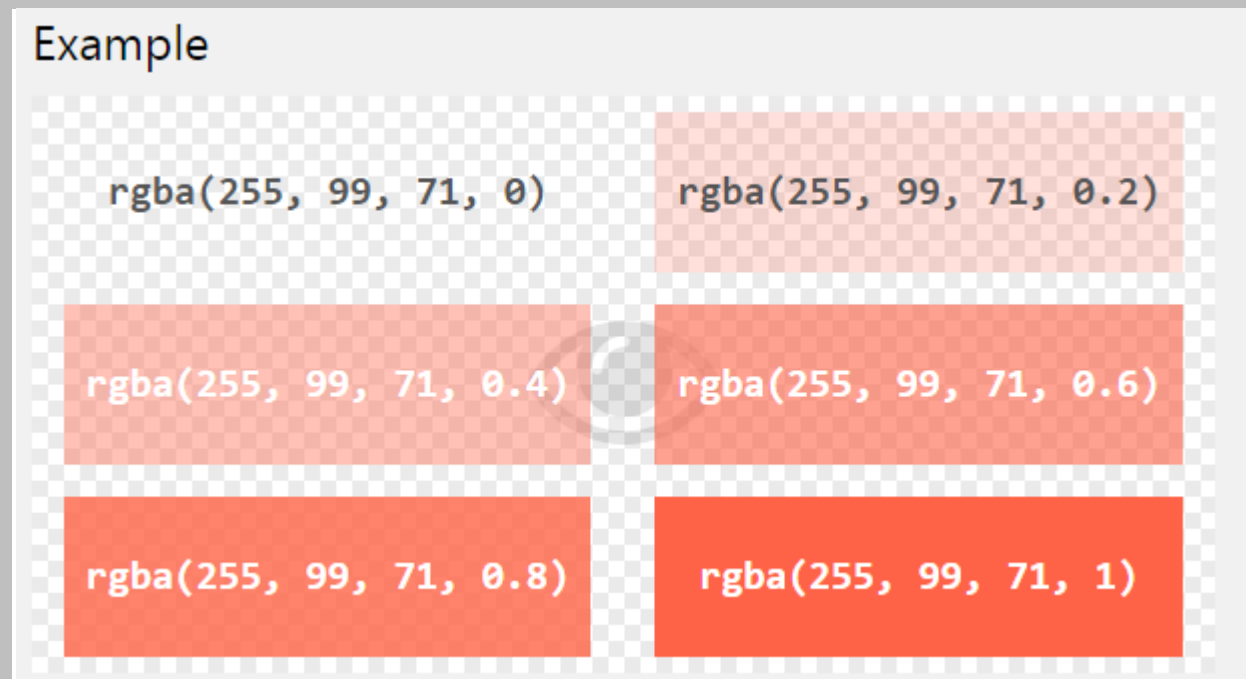 Example
rgba(255, 99, 71, 0)
rgba(255, 99, 71, 0.2)
rgba(255, 99, 71, 0.4)
rgba(255, 99, 71, 0.6)
rgba(255, 99, 71, 0.8)
rgba(255, 99, 71, 1)